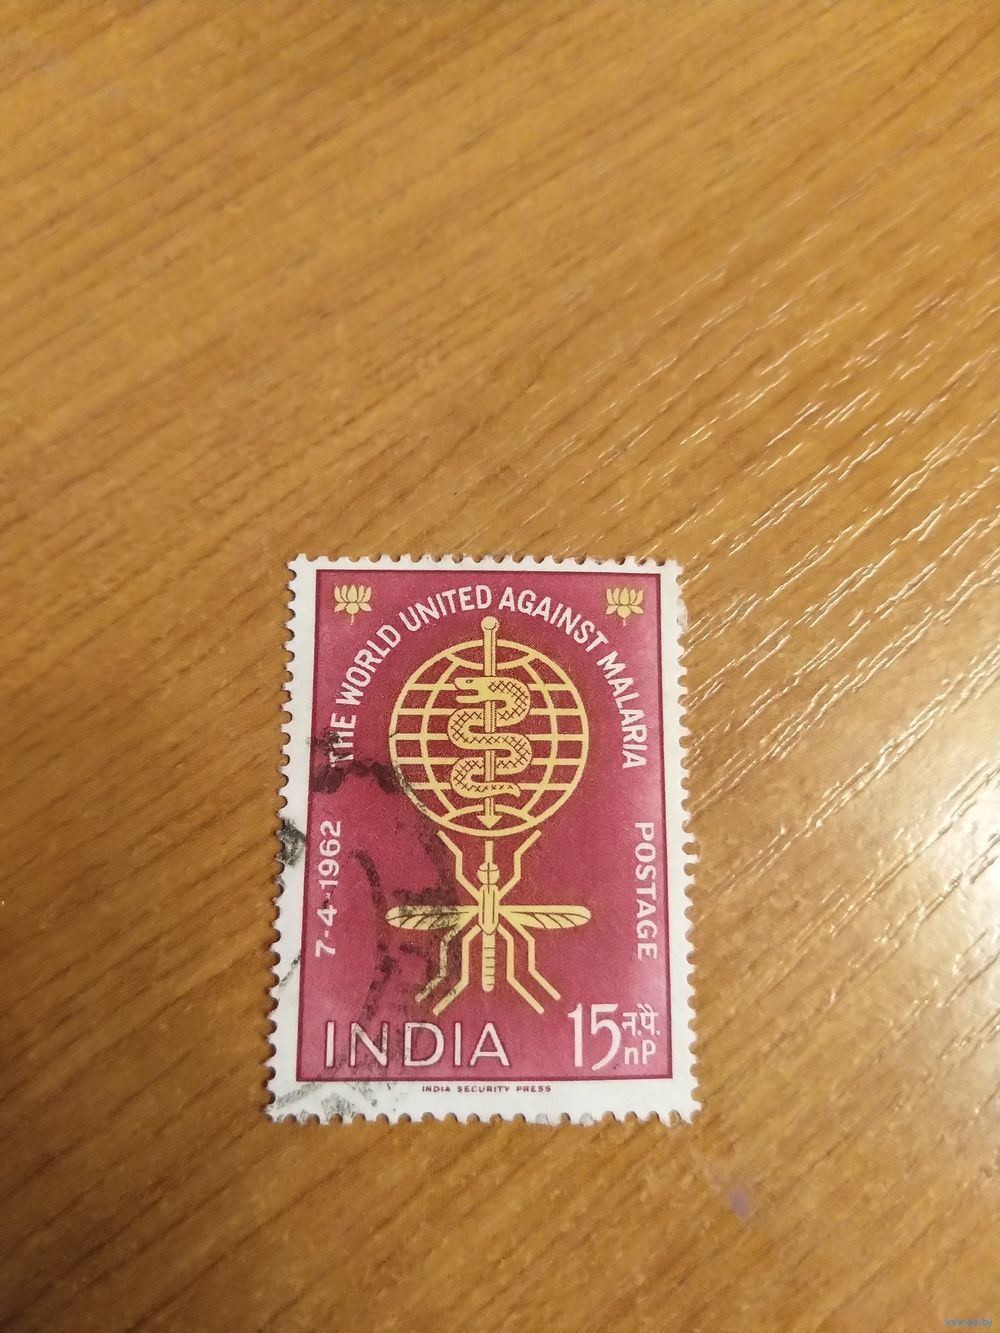 THE WORLD UNITED AGAINST MALARIA
7-4-1962
POSTAGE
INDIA
15 न.पै.
nP
INDIA SECURITY PRESS